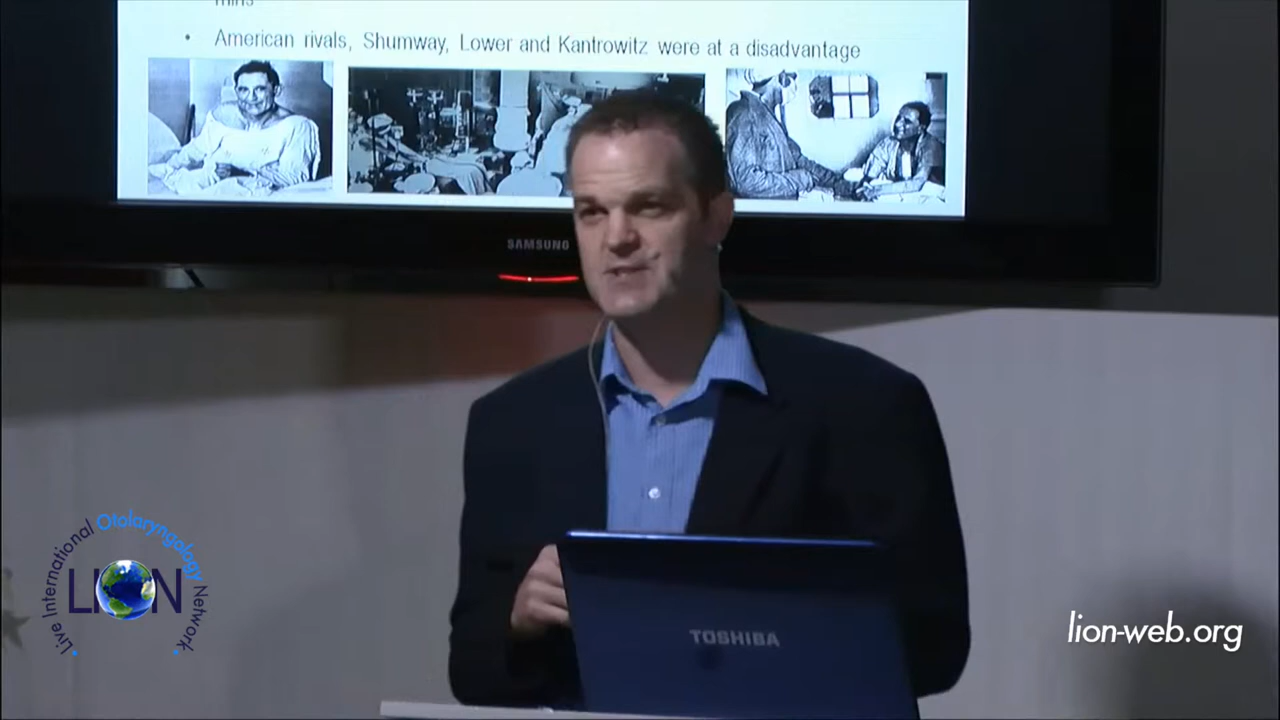 • American rivals, Shumway, Lower and Kantrowitz were at a disadvantage
SAMSUNG
Live International Otolaryngology Network
LION
TOSHIBA
lion-web.org